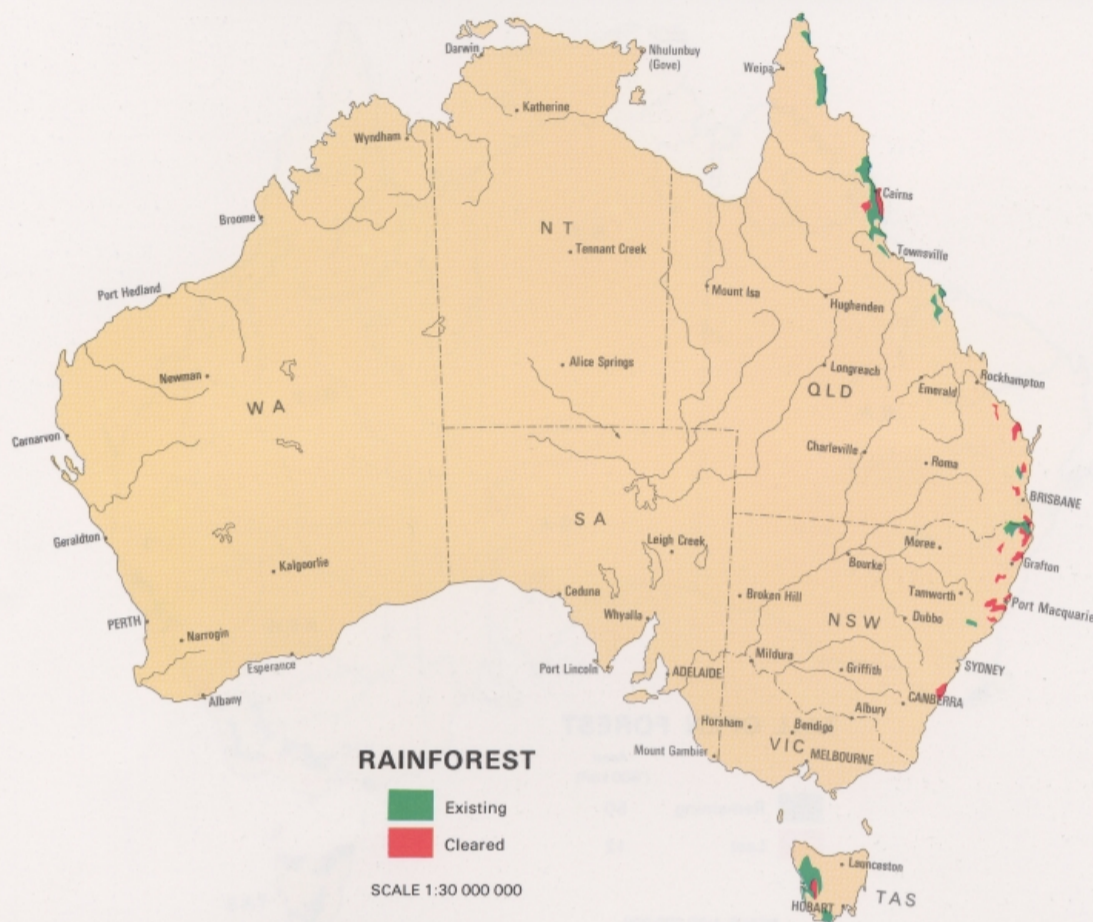 Darwin
Nhulunbuy
(Gove)
Weipa
Katherine
Wyndham
Cairns
Broome
N T
Tennant Creek
Townsville
Port Hedland
Mount Isa
Hughenden
Newman
Alice Springs
Longreach
Rockhampton
Emerald
W A
QLD
Carnarvon
Charleville
Roma
BRISBANE
S A
Geraldton
Leigh Creek
Moree
Bourke
Grafton
Kalgoorlie
Ceduna
Broken Hill
Tamworth
Port Macquarie
PERTH
Whyalla
NSW
Dubbo
Narrogin
Esperance
Port Lincoln
ADELAIDE
Mildura
Griffith
SYDNEY
Albany
CANBERRA
Albury
Horsham
Bendigo
VIC
Mount Gambier
MELBOURNE
RAINFOREST
Existing
Cleared
SCALE 1:30 000 000
Launceston
TAS
HOBART